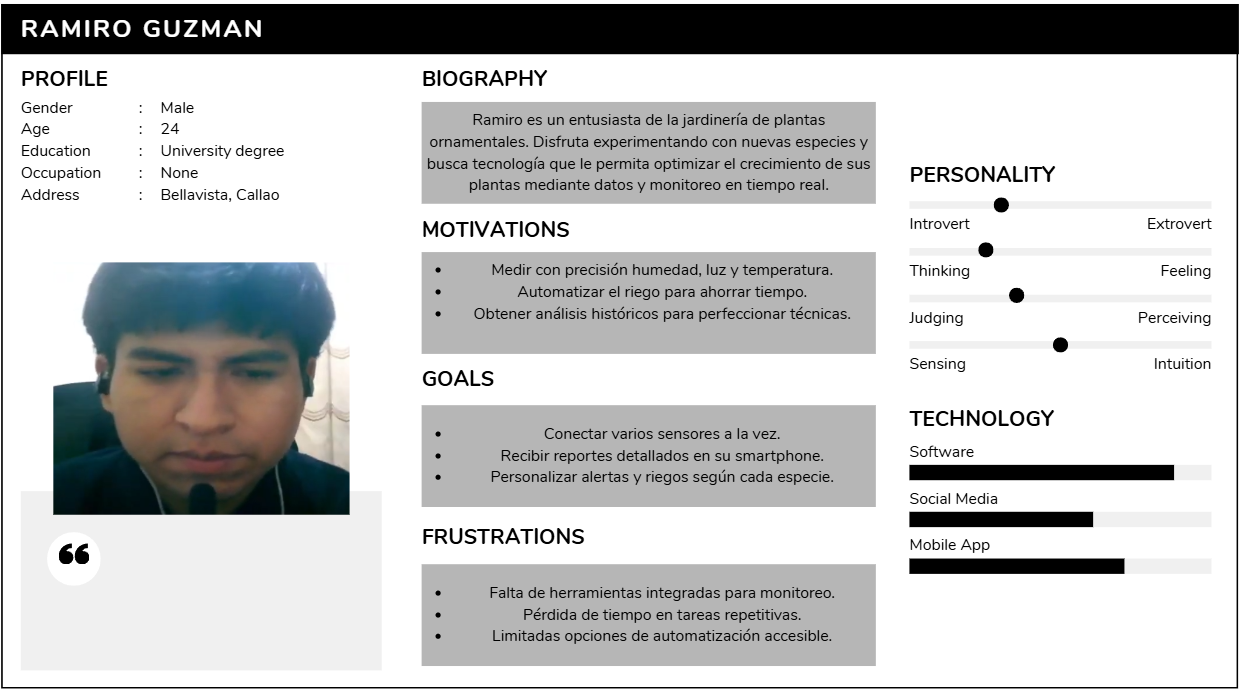 RAMIRO GUZMAN
PROFILE
Gender : Male
Age : 24
Education : University degree
Occupation : None
Address : Bellavista, Callao
❝
BIOGRAPHY
Ramiro es un entusiasta de la jardinería de plantas
ornamentales. Disfruta experimentando con nuevas especies y
busca tecnología que le permita optimizar el crecimiento de sus
plantas mediante datos y monitoreo en tiempo real.
MOTIVATIONS
• Medir con precisión humedad, luz y temperatura.
• Automatizar el riego para ahorrar tiempo.
• Obtener análisis históricos para perfeccionar técnicas.
GOALS
• Conectar varios sensores a la vez.
• Recibir reportes detallados en su smartphone.
• Personalizar alertas y riegos según cada especie.
FRUSTRATIONS
• Falta de herramientas integradas para monitoreo.
• Pérdida de tiempo en tareas repetitivas.
• Limitadas opciones de automatización accesible.
PERSONALITY
Introvert Extrovert
Thinking Feeling
Judging Perceiving
Sensing Intuition
TECHNOLOGY
Software
Social Media
Mobile App